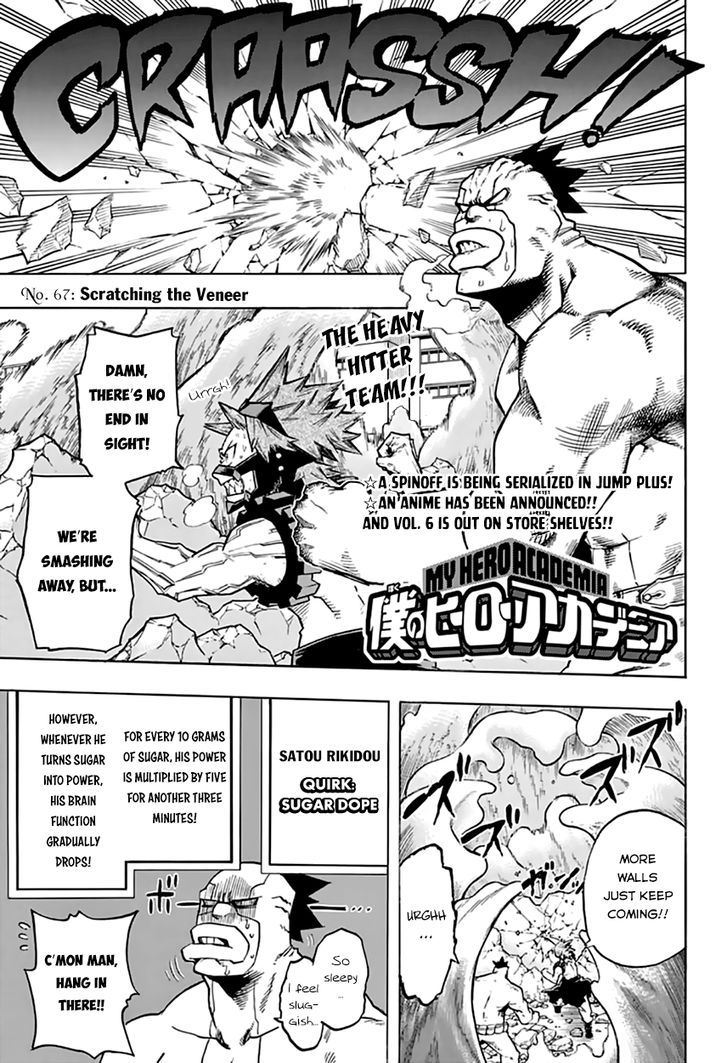 CRAASSH!
No. 67: Scratching the Veneer
THE HEAVY
HITTER
TEAM!!!
DAMN,
THERE'S NO
END IN
SIGHT!
Urrgh!
☆A SPINOFF IS BEING SERIALIZED IN JUMP PLUS!
☆AN ANIME HAS BEEN ANNOUNCED!!
AND VOL. 6 IS OUT ON STORE SHELVES!!
WE'RE
SMASHING
AWAY, BUT...
MY HERO ACADEMIA
僕のヒーローアカデミア
MORE
WALLS
JUST KEEP
COMING!!
URGHH
...
SATOU RIKIDOU
QUIRK:
SUGAR DOPE
FOR EVERY 10 GRAMS
OF SUGAR, HIS POWER
IS MULTIPLIED BY FIVE
FOR ANOTHER THREE
MINUTES!
HOWEVER,
WHENEVER HE
TURNS SUGAR
INTO POWER,
HIS BRAIN
FUNCTION
GRADUALLY
DROPS!
ボー
So
sleepy
...
I feel
slug-
gish...
C'MON MAN,
HANG IN
THERE!!